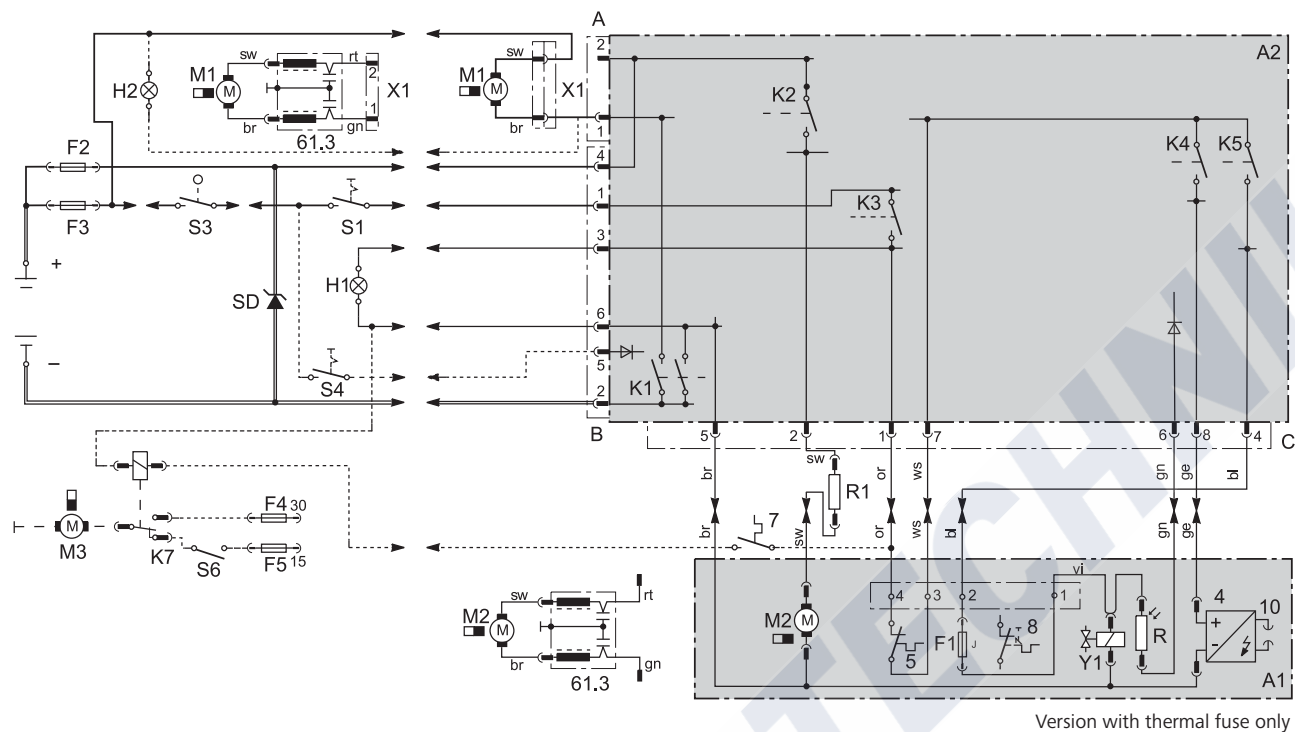 A
2
A2
sw
rt
sw
M1
M
2
X1
M1
M
X1
H2
K2
br
gn
1
br
1
61.3
F2
4
K4
K5
F3
S3
S1
1
K3
3
+
H1
SD
6
5
–
S4
K1
2
B
5
2
1
7
6
8
4
C
br
sw
or
ws
gn
ge
bl
R1
F4 30
7
M
M3
K7
S6
F5 15
br
sw
or
ws
bl
gn
ge
vi
sw
rt
4
3
2
1
4
10
M2
M
M2
M
F1
8
+
R
5
Y1
-
br
gn
61.3
A1
Version with thermal fuse only
TECHNI